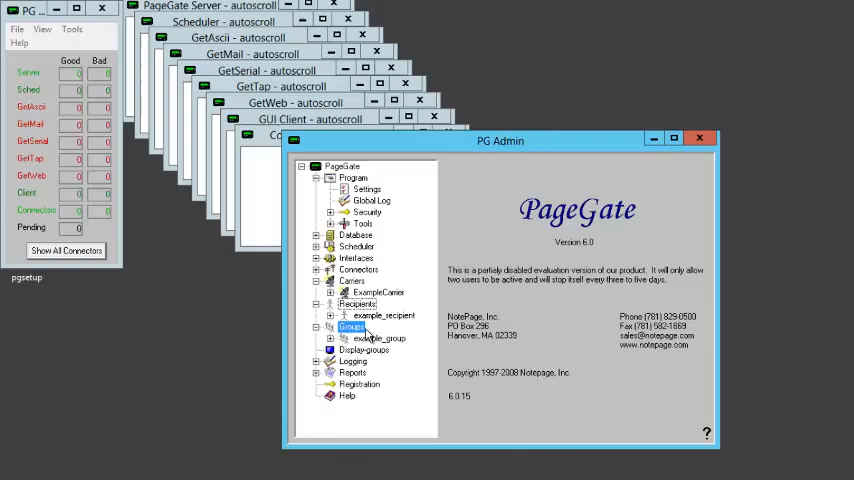 PG ...
File View Tools
Help
Good Bad
Server 0 0
Sched 0 0
GetAscii 0 0
GetMail 0 0
GetSerial 0 0
GetTap 0 0
GetWeb 0 0
Client 0 0
Connectors 0 0
Pending 0
Show All Connectors
pgsetup
PageGate Server - autoscroll
Scheduler - autoscroll
GetAscii - autoscroll
GetMail - autoscroll
GetSerial - autoscroll
GetTap - autoscroll
GetWeb - autoscroll
GUI Client - autoscroll
Co
PG Admin
PageGate
Program
Settings
Global Log
Security
Tools
Database
Scheduler
Interfaces
Connectors
Carriers
ExampleCarrier
Recipients
example_recipient
Groups
example_group
Display-groups
Logging
Reports
Registration
Help
PageGate
Version 6.0
This is a partialy disabled evaluation version of our product. It will only allow
two users to be active and will stop itself every three to five days.
NotePage, Inc. Phone (781) 829-0500
PO Box 296 Fax (781) 582-1869
Hanover, MA 02339 sales@notepage.com
www.notepage.com
Copyright 1997-2008 Notepage, Inc.
6.0.15
?